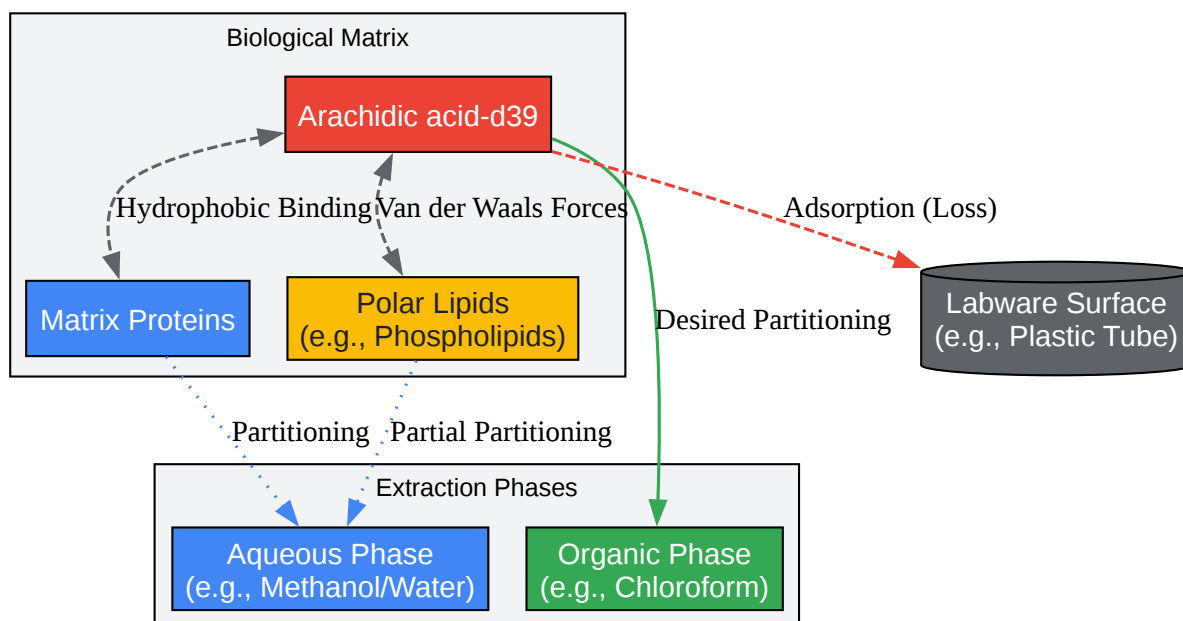 Biological Matrix
Arachidic acid-d39
Hydrophobic Binding
Van der Waals Forces
Adsorption (Loss)
Matrix Proteins
Polar Lipids
(e.g., Phospholipids)
Desired Partitioning
Labware Surface
(e.g., Plastic Tube)
Partitioning
Partial Partitioning
Extraction Phases
Aqueous Phase
(e.g., Methanol/Water)
Organic Phase
(e.g., Chloroform)